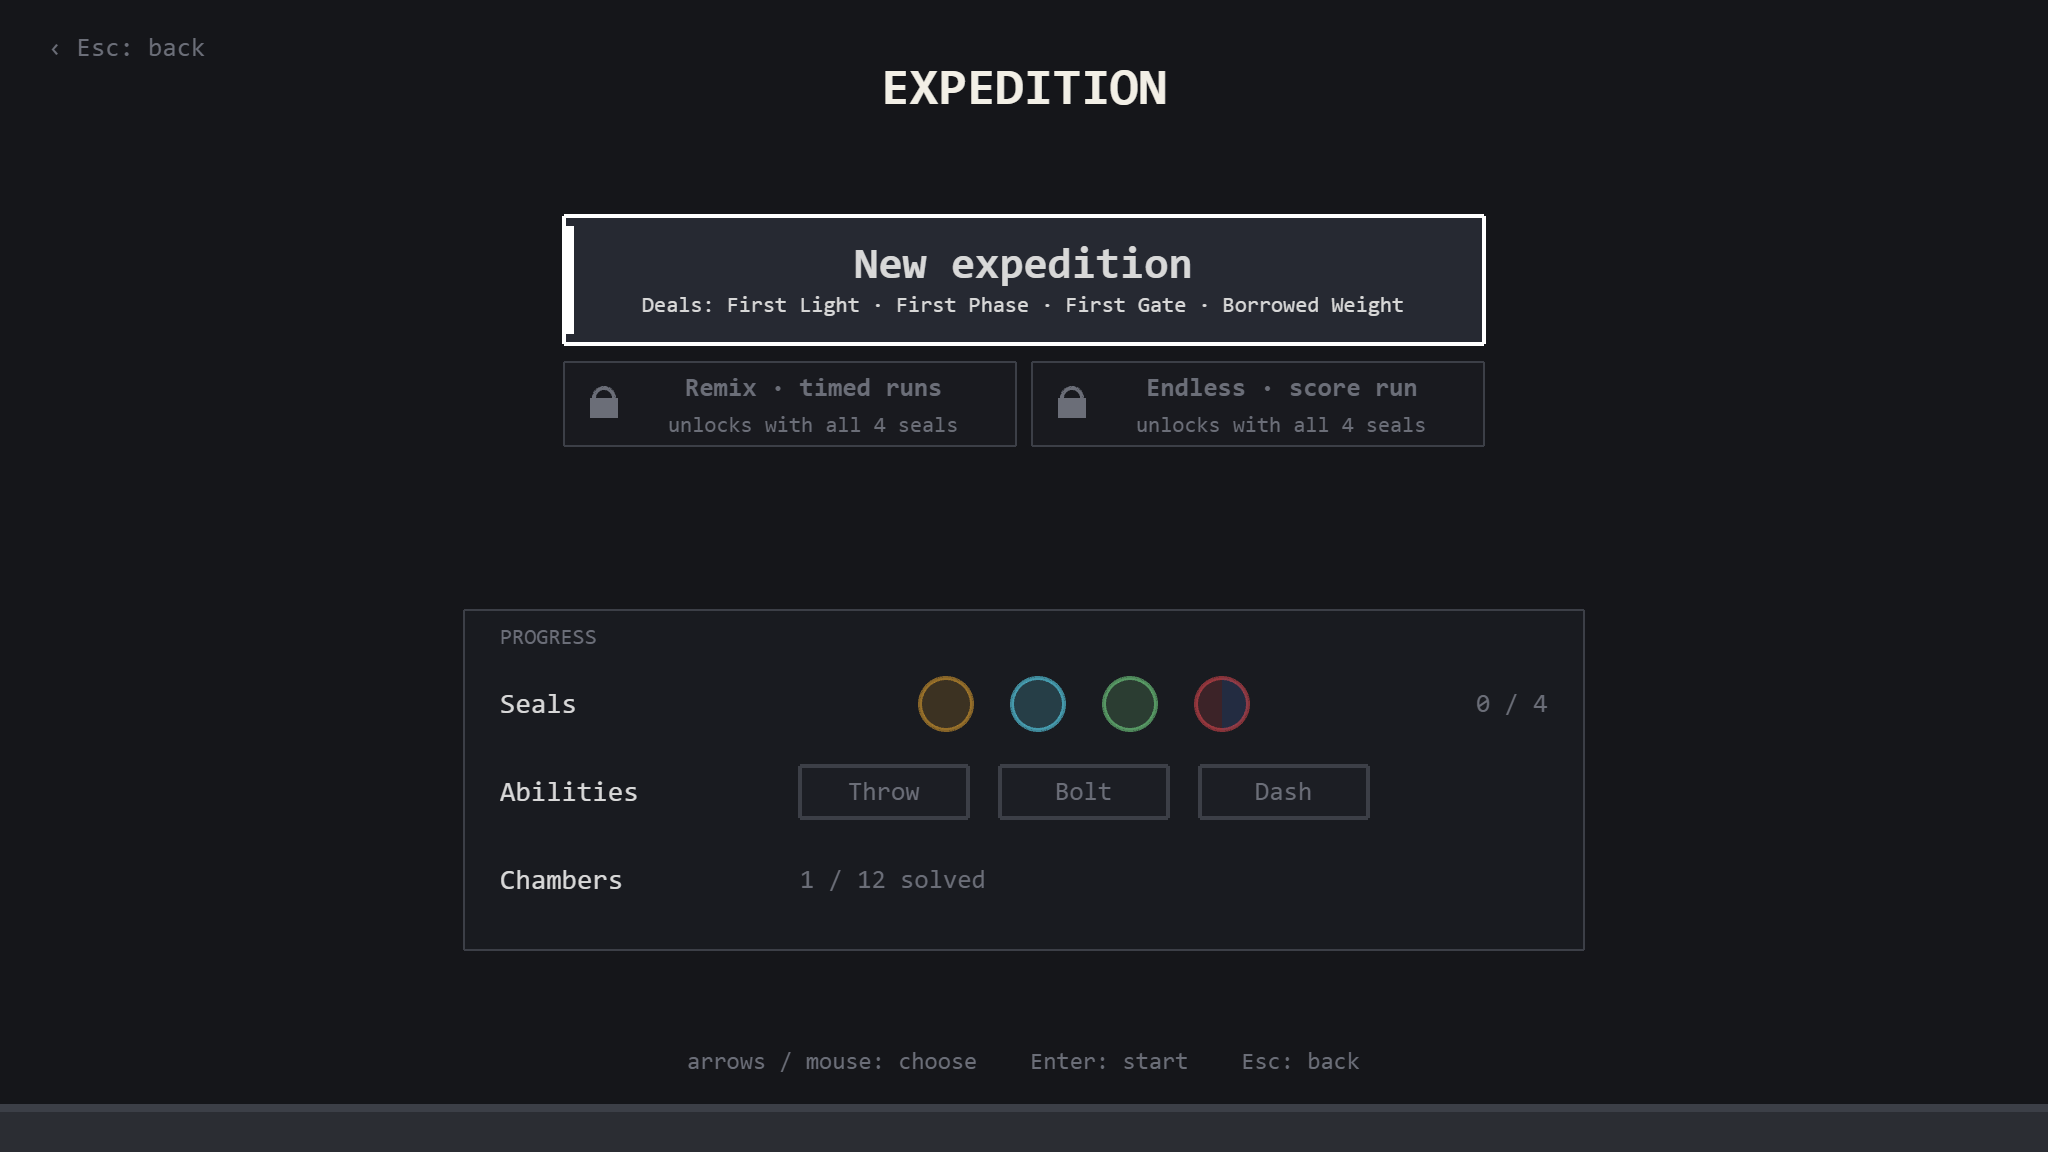 ‹ Esc: back
EXPEDITION
New expedition
Deals: First Light · First Phase · First Gate · Borrowed Weight
Remix · timed runs
unlocks with all 4 seals
Endless · score run
unlocks with all 4 seals
PROGRESS
Seals
0 / 4
Abilities
Throw
Bolt
Dash
Chambers
1 / 12 solved
arrows / mouse: choose Enter: start Esc: back